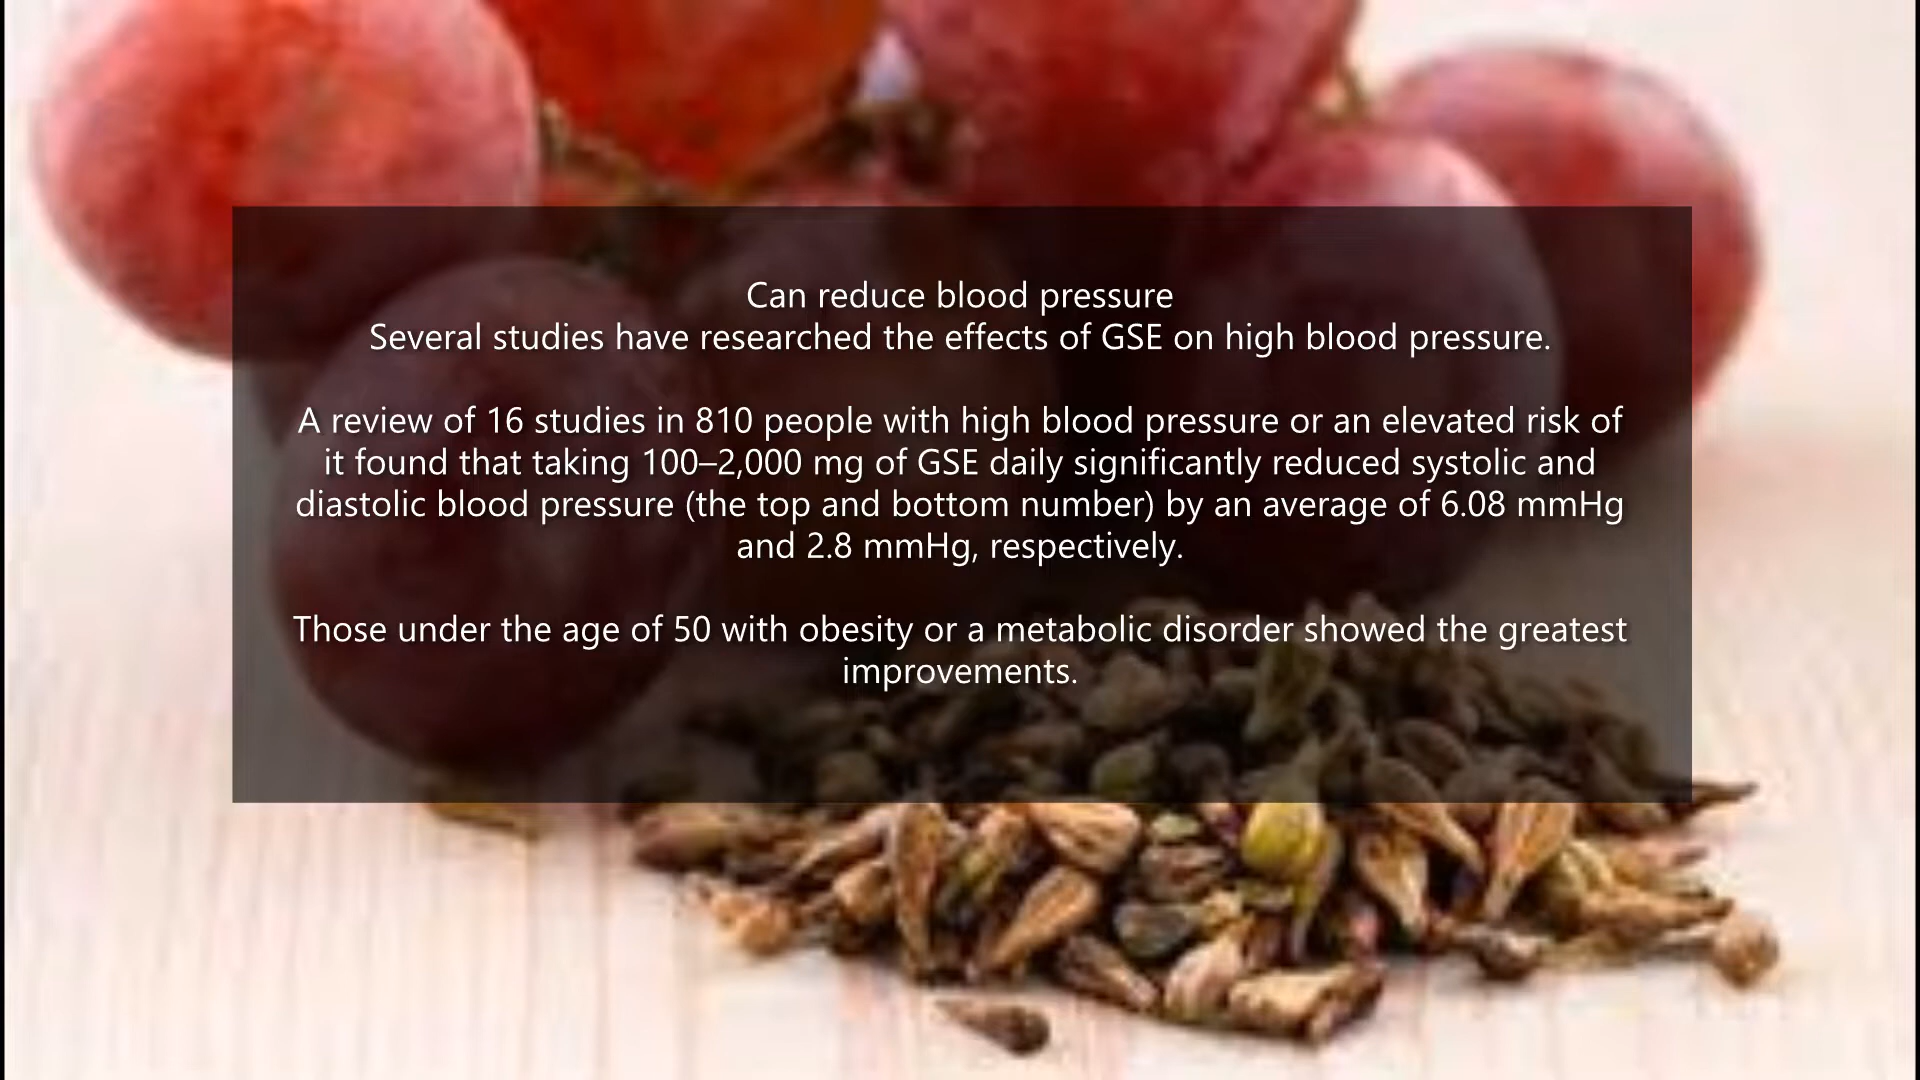 Can reduce blood pressure
Several studies have researched the effects of GSE on high blood pressure.
A review of 16 studies in 810 people with high blood pressure or an elevated risk of
it found that taking 100–2,000 mg of GSE daily significantly reduced systolic and
diastolic blood pressure (the top and bottom number) by an average of 6.08 mmHg
and 2.8 mmHg, respectively.
Those under the age of 50 with obesity or a metabolic disorder showed the greatest
improvements.